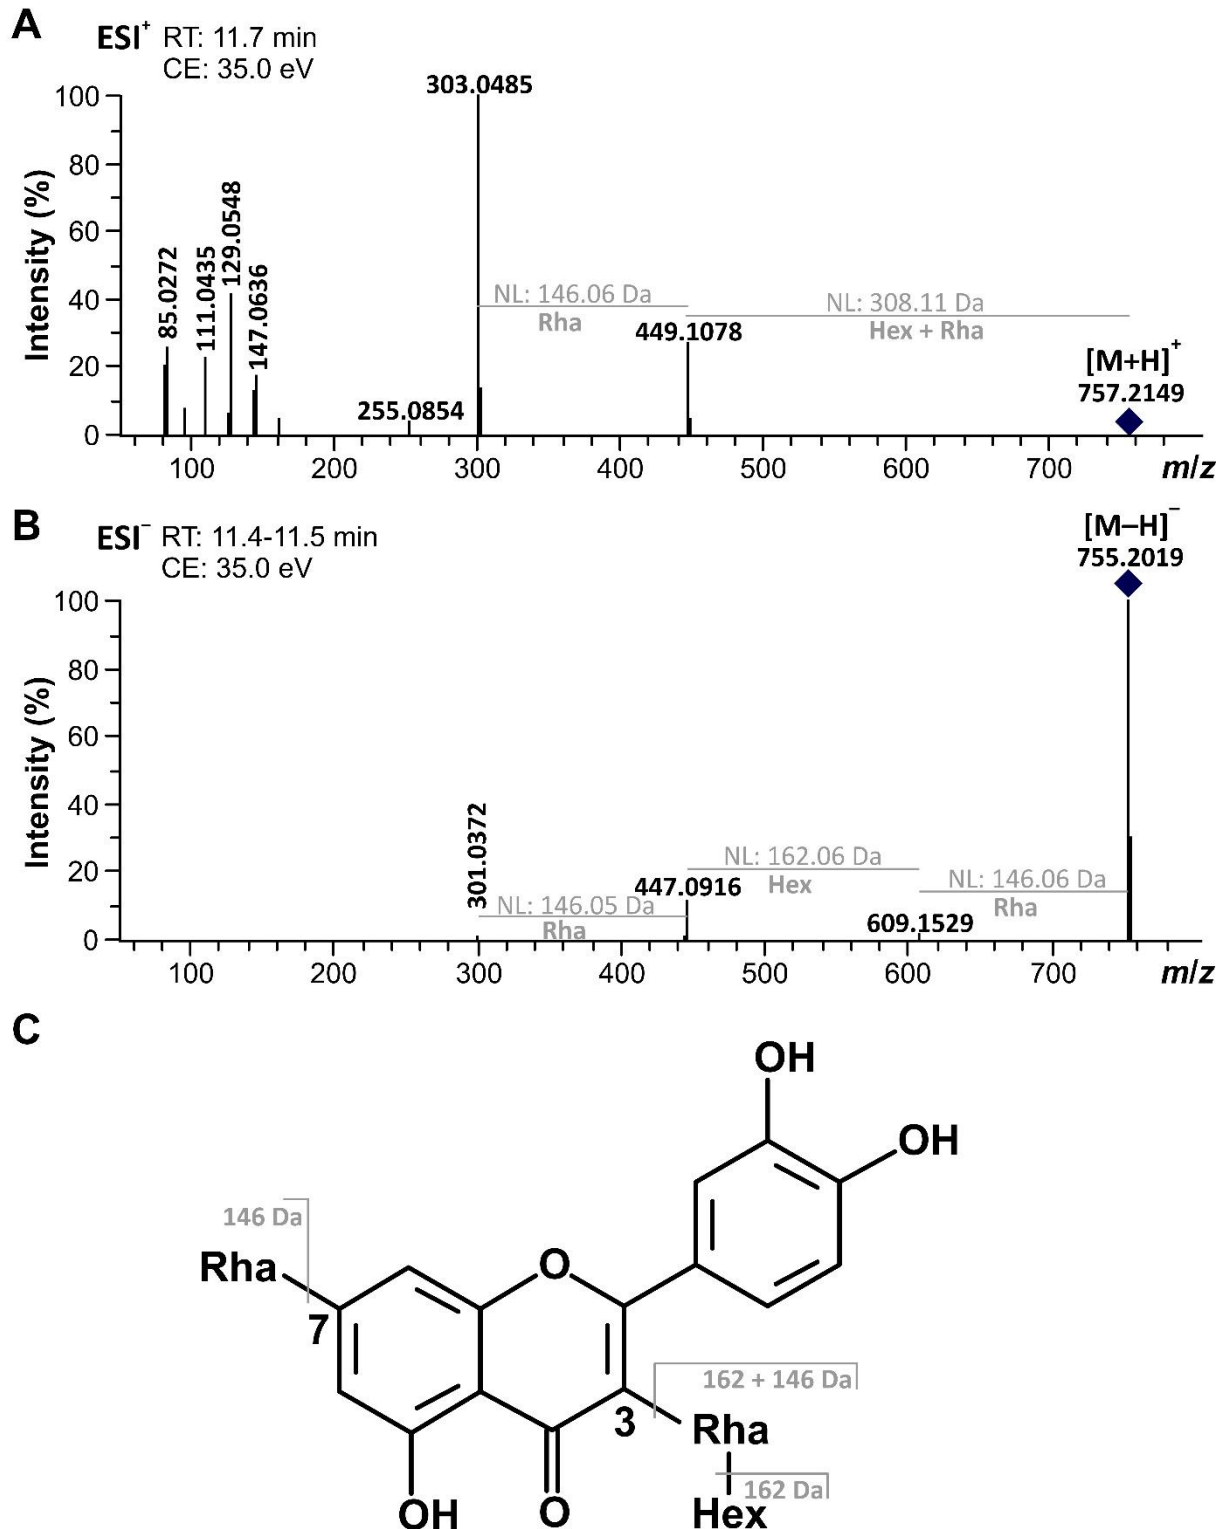 A
ESI⁺ RT: 11.7 min
CE: 35.0 eV
Intensity (%)
100
80
60
40
20
0
85.0272
111.0435
129.0548
147.0636
255.0854
303.0485
NL: 146.06 Da
Rha
449.1078
NL: 308.11 Da
Hex + Rha
[M+H]⁺
757.2149
100 200 300 400 500 600 700 m/z
B
ESI⁻ RT: 11.4-11.5 min
CE: 35.0 eV
Intensity (%)
100
80
60
40
20
0
301.0372
NL: 146.05 Da
Rha
447.0916
NL: 162.06 Da
Hex
609.1529
NL: 146.06 Da
Rha
[M−H]⁻
755.2019
100 200 300 400 500 600 700 m/z
C
OH
OH
146 Da
Rha
O
7
162 + 146 Da
3
Rha
162 Da
OH
O
Hex